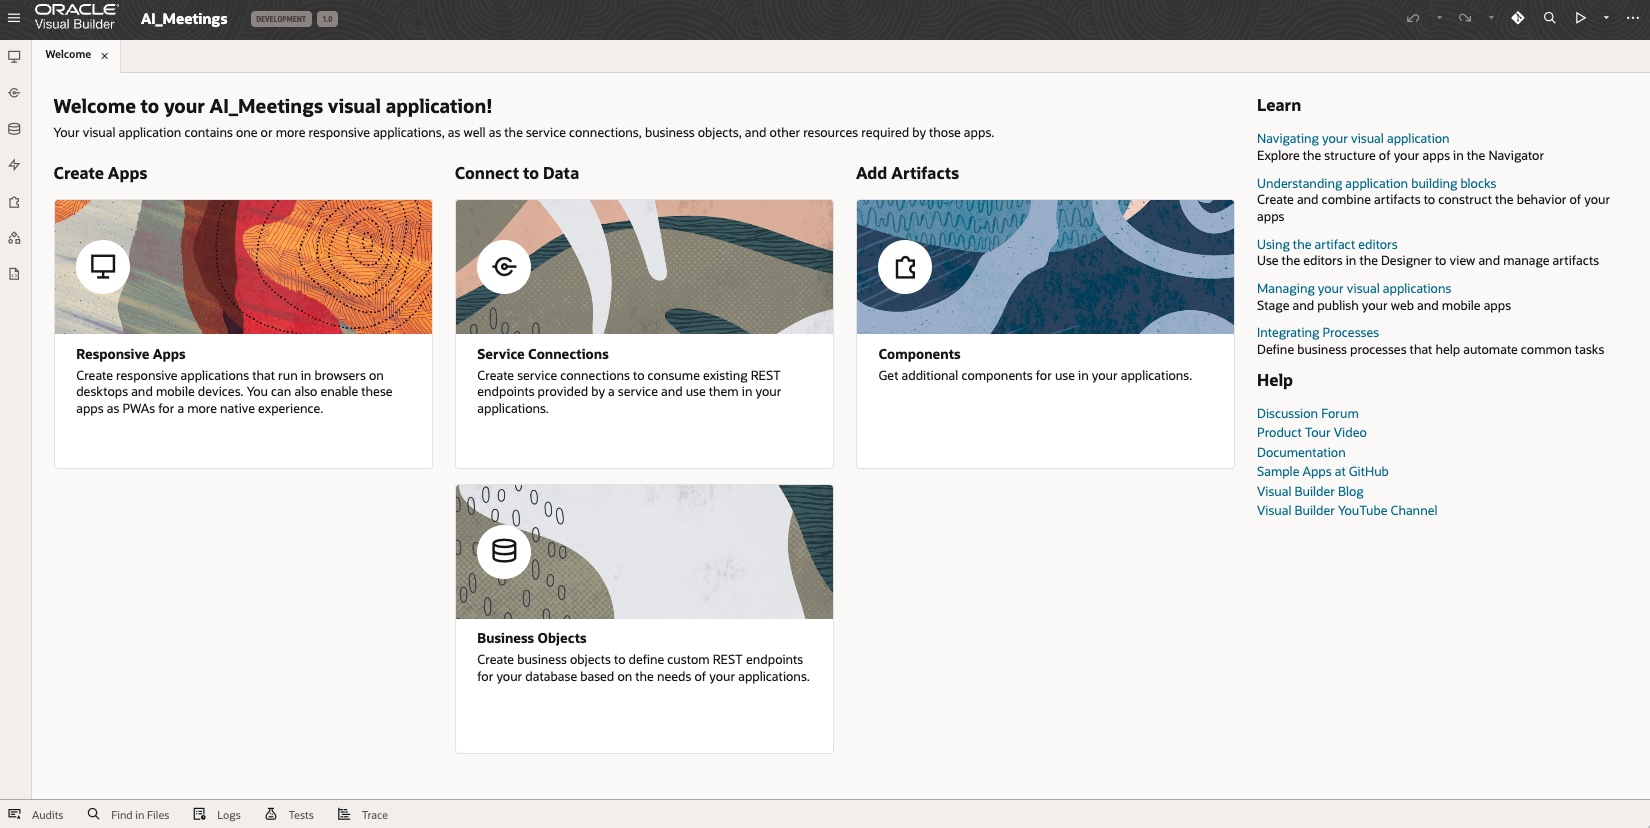 ORACLE
Visual Builder
AI_Meetings
DEVELOPMENT
1.0
Welcome
Welcome to your AI_Meetings visual application!
Your visual application contains one or more responsive applications, as well as the service connections, business objects, and other resources required by those apps.
Create Apps
Responsive Apps
Create responsive applications that run in browsers on
desktops and mobile devices. You can also enable these
apps as PWAs for a more native experience.
Connect to Data
Service Connections
Create service connections to consume existing REST
endpoints provided by a service and use them in your
applications.
Business Objects
Create business objects to define custom REST endpoints
for your database based on the needs of your applications.
Add Artifacts
Components
Get additional components for use in your applications.
Learn
Navigating your visual application
Explore the structure of your apps in the Navigator
Understanding application building blocks
Create and combine artifacts to construct the behavior of your
apps
Using the artifact editors
Use the editors in the Designer to view and manage artifacts
Managing your visual applications
Stage and publish your web and mobile apps
Integrating Processes
Define business processes that help automate common tasks
Help
Discussion Forum
Product Tour Video
Documentation
Sample Apps at GitHub
Visual Builder Blog
Visual Builder YouTube Channel
Audits
Find in Files
Logs
Tests
Trace